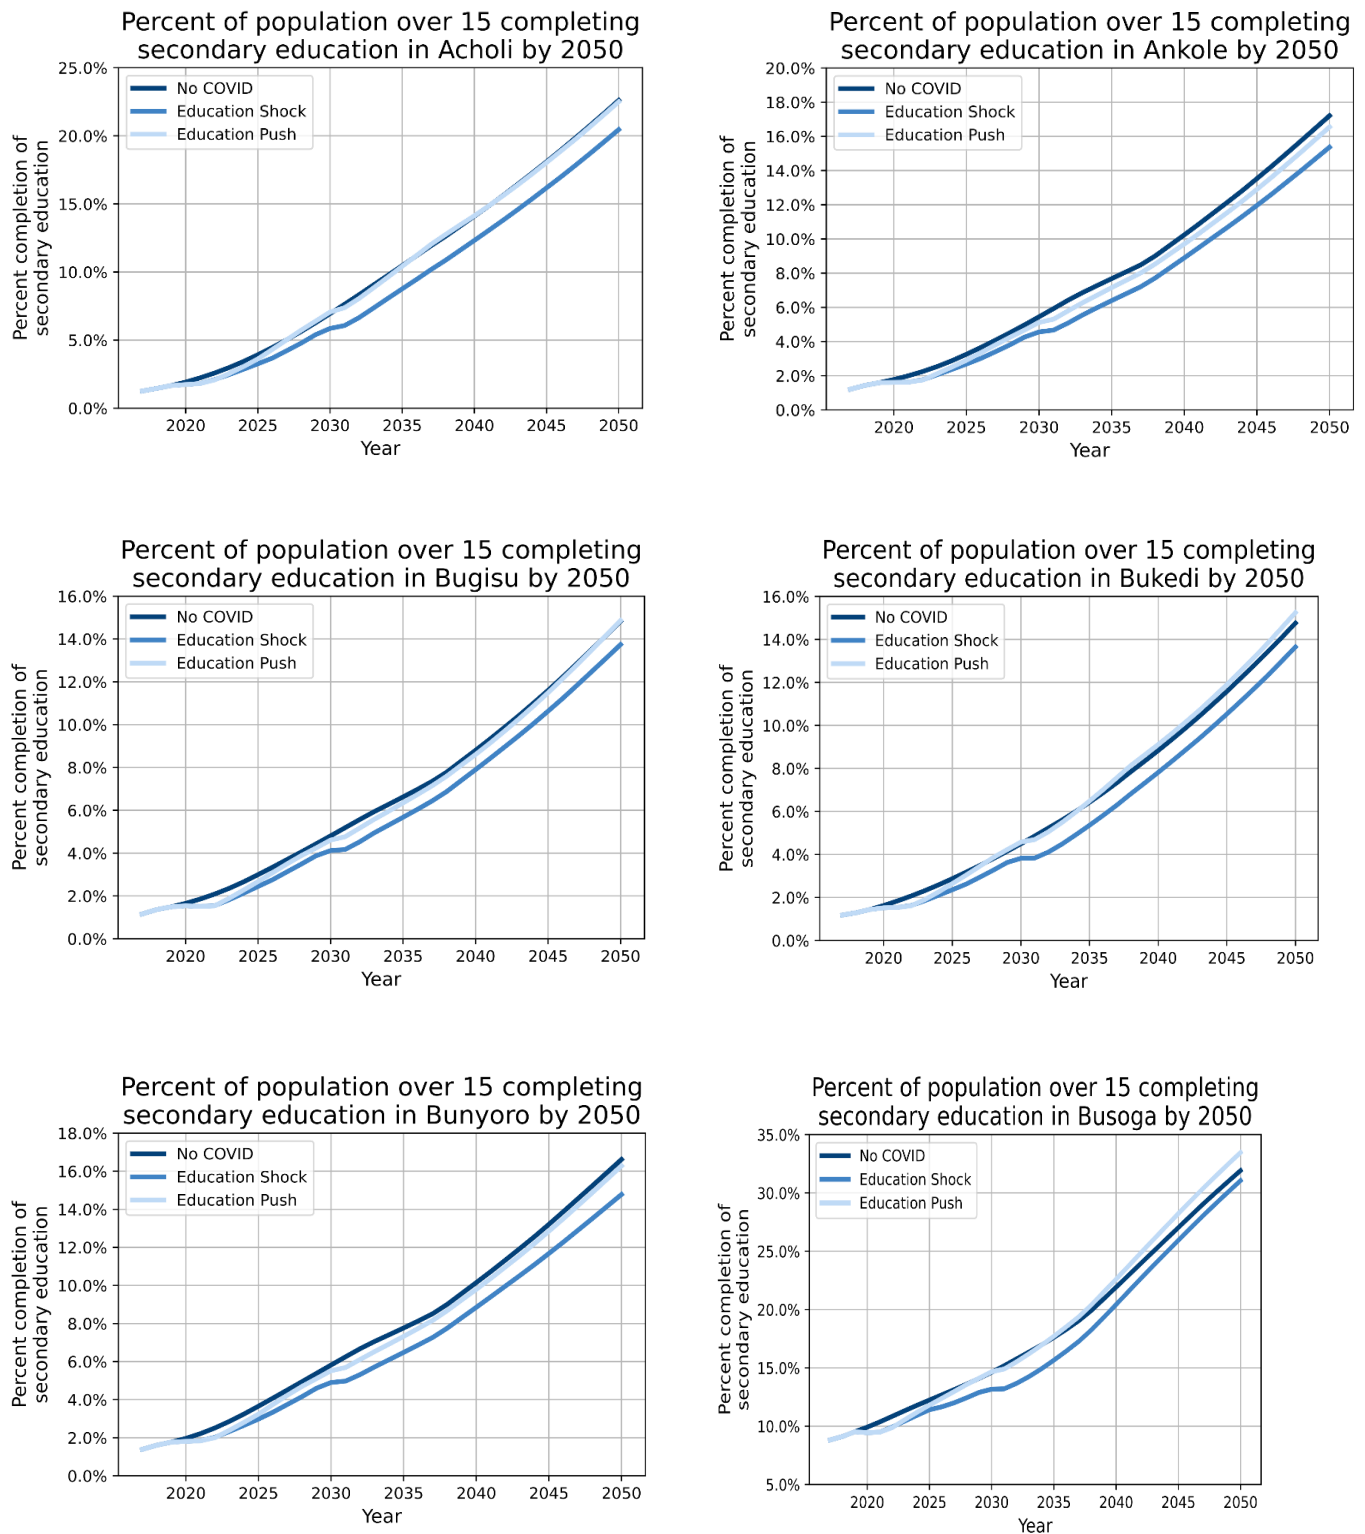 Percent of population over 15 completing
secondary education in Acholi by 2050
25.0%
20.0%
15.0%
10.0%
5.0%
0.0%
Percent completion of
secondary education
No COVID
Education Shock
Education Push
2020 2025 2030 2035 2040 2045 2050
Year
Percent of population over 15 completing
secondary education in Ankole by 2050
20.0%
18.0%
16.0%
14.0%
12.0%
10.0%
8.0%
6.0%
4.0%
2.0%
0.0%
Percent completion of
secondary education
No COVID
Education Shock
Education Push
2020 2025 2030 2035 2040 2045 2050
Year
Percent of population over 15 completing
secondary education in Bugisu by 2050
16.0%
14.0%
12.0%
10.0%
8.0%
6.0%
4.0%
2.0%
0.0%
Percent completion of
secondary education
No COVID
Education Shock
Education Push
2020 2025 2030 2035 2040 2045 2050
Year
Percent of population over 15 completing
secondary education in Bukedi by 2050
16.0%
14.0%
12.0%
10.0%
8.0%
6.0%
4.0%
2.0%
0.0%
Percent completion of
secondary education
No COVID
Education Shock
Education Push
2020 2025 2030 2035 2040 2045 2050
Year
Percent of population over 15 completing
secondary education in Bunyoro by 2050
18.0%
16.0%
14.0%
12.0%
10.0%
8.0%
6.0%
4.0%
2.0%
0.0%
Percent completion of
secondary education
No COVID
Education Shock
Education Push
2020 2025 2030 2035 2040 2045 2050
Year
Percent of population over 15 completing
secondary education in Busoga by 2050
35.0%
30.0%
25.0%
20.0%
15.0%
10.0%
5.0%
Percent completion of
secondary education
No COVID
Education Shock
Education Push
2020 2025 2030 2035 2040 2045 2050
Year